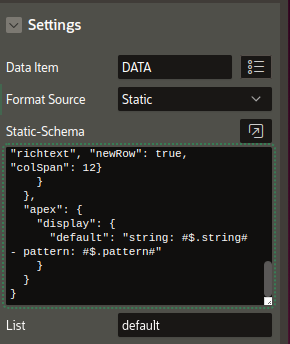 Settings
Data Item DATA
Format Source Static
Static-Schema
"richtext", "newRow": true,
"colSpan": 12}
}
},
"apex": {
"display": {
"default": "string: #$.string#
- pattern: #$.pattern#"
}
}
}
List default